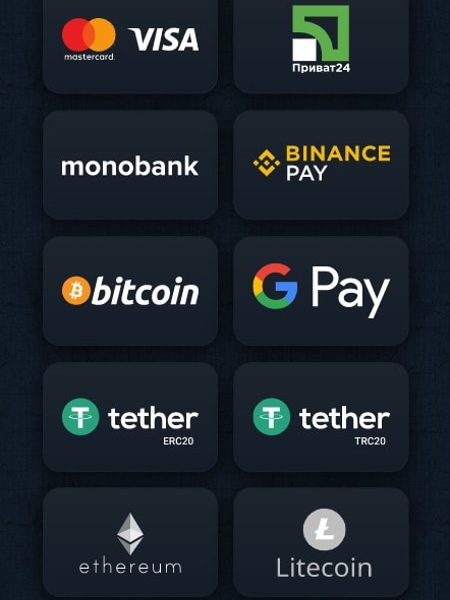 mastercard.
VISA
Приват24
monobank
BINANCE
PAY
bitcoin
G Pay
tether
ERC20
tether
TRC20
ethereum
Litecoin